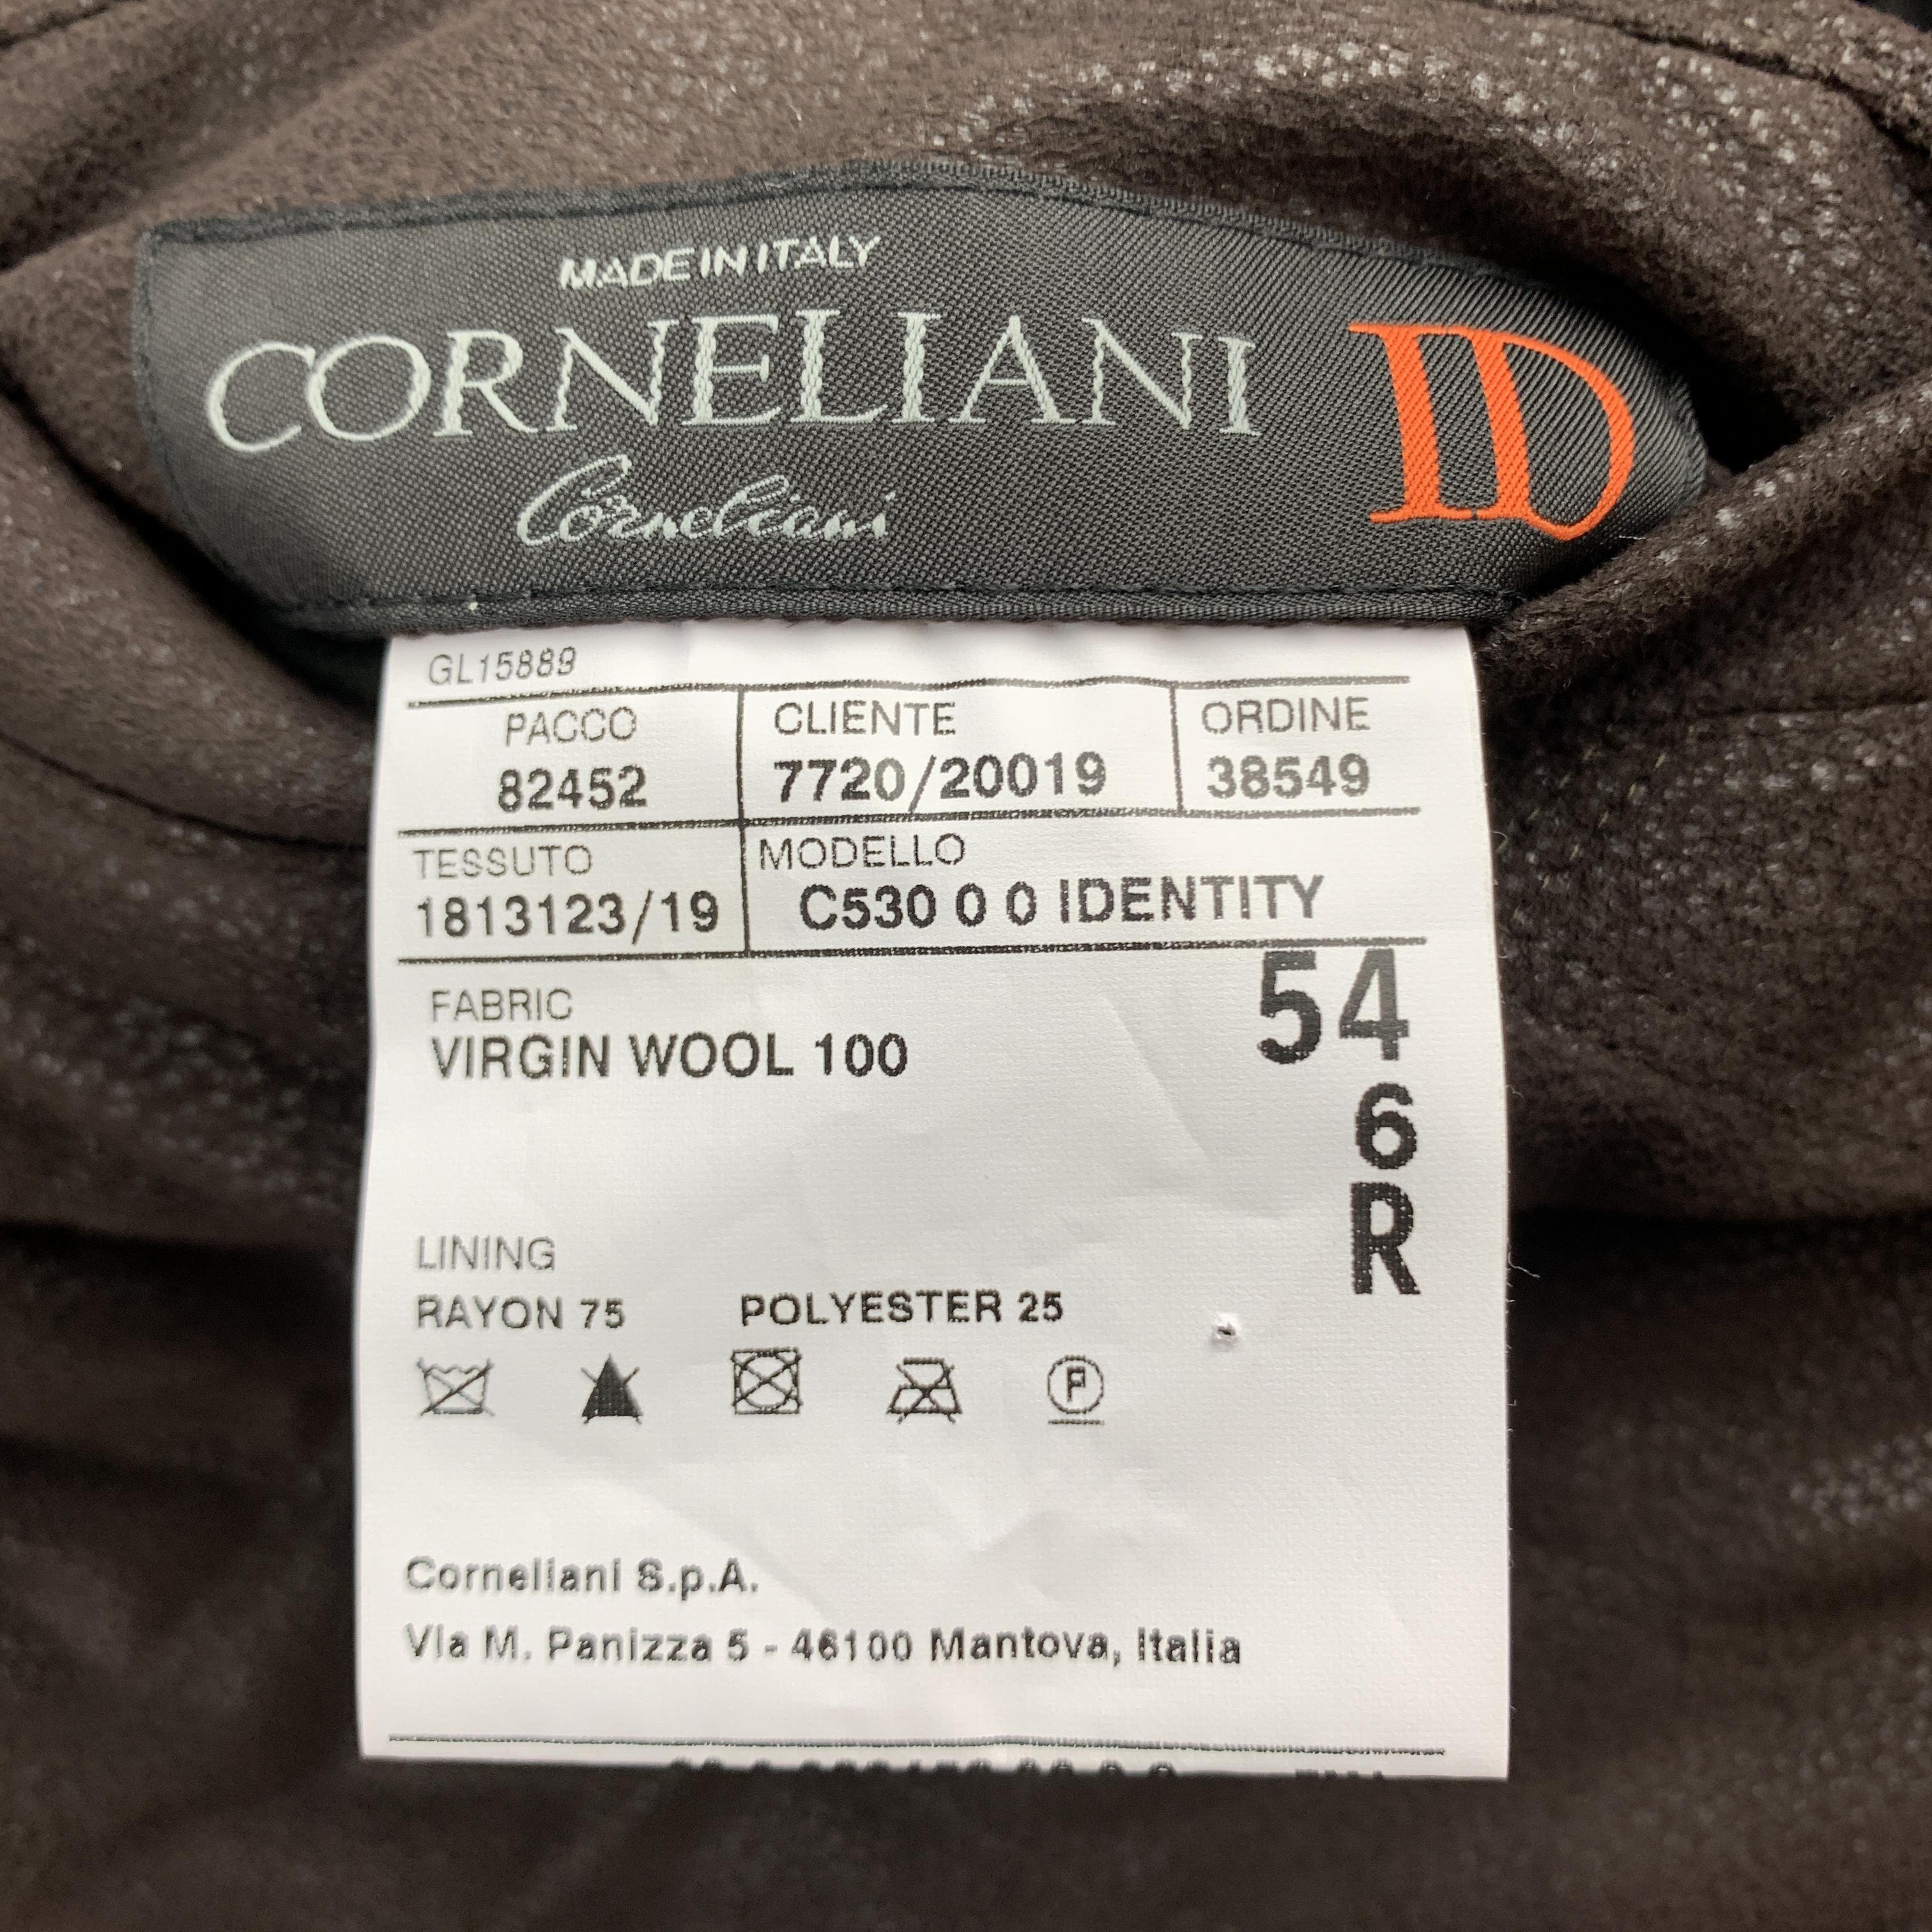 MADE IN ITALY
CORNELIANI ID
Corneliani
GL15889
PACCO CLIENTE ORDINE
82452 7720/20019 38549
TESSUTO MODELLO
1813123/19 C530 0 0 IDENTITY
54
FABRIC
VIRGIN WOOL 100
6
R
LINING
RAYON 75 POLYESTER 25
P
Corneliani S.p.A.
Via M. Panizza 5 - 46100 Mantova, Italia